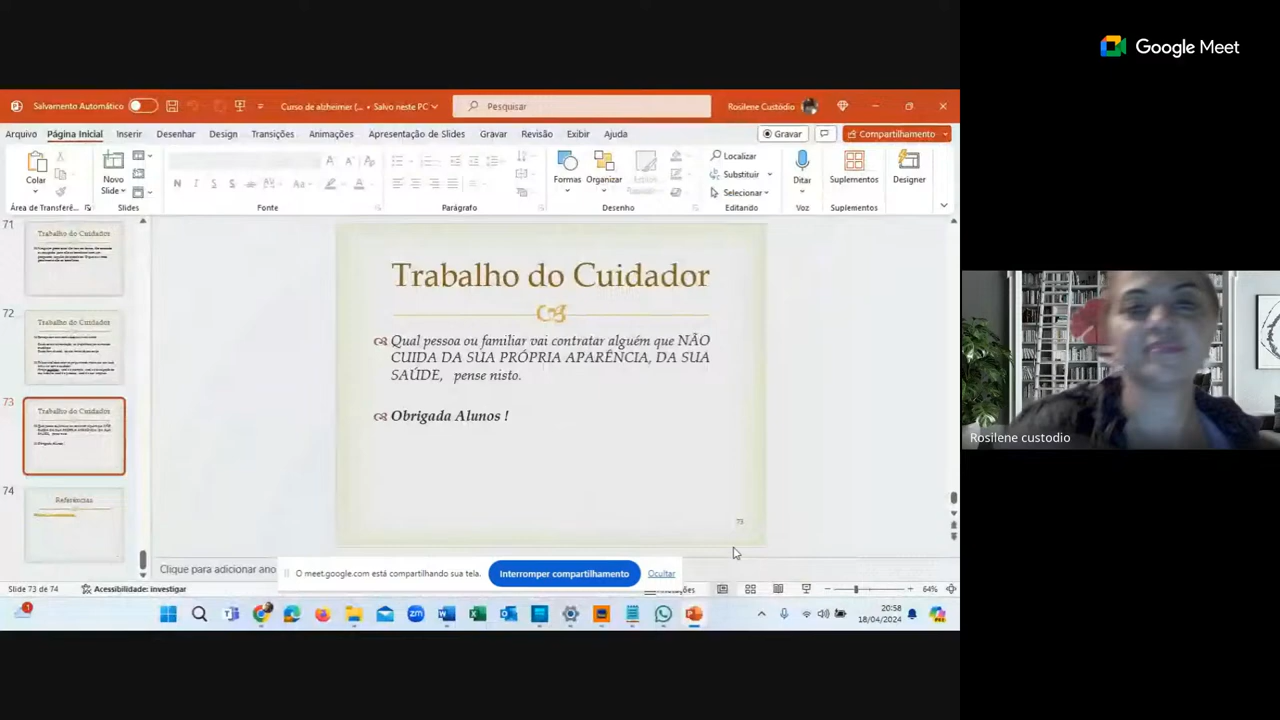 Google Meet
Salvamento Automático
Curso de alzheimer (... • Salvo neste PC
Pesquisar
Rosilene Custódio
Arquivo Página Inicial Inserir Desenhar Design Transições Animações Apresentação de Slides Gravar Revisão Exibir Ajuda
Gravar
Compartilhamento
Colar
Novo
Slide
Formas
Organizar
Localizar
Substituir
Selecionar
Ditar
Suplementos
Designer
Área de Transferê...
Slides
Fonte
Parágrafo
Desenho
Editando
Voz
Suplementos
71
Trabalho do Cuidador
72
Trabalho do Cuidador
73
Trabalho do Cuidador
74
Referências
Trabalho do Cuidador
Qual pessoa ou familiar vai contratar alguém que NÃO
CUIDA DA SUA PRÓPRIA APARÊNCIA, DA SUA
SAÚDE, pense nisto.
Obrigada Alunos !
73
Rosilene custodio
Clique para adicionar ano
O meet.google.com está compartilhando sua tela.
Interromper compartilhamento
Ocultar
Slide 73 de 74
Acessibilidade: investigar
64%
20:58
18/04/2024